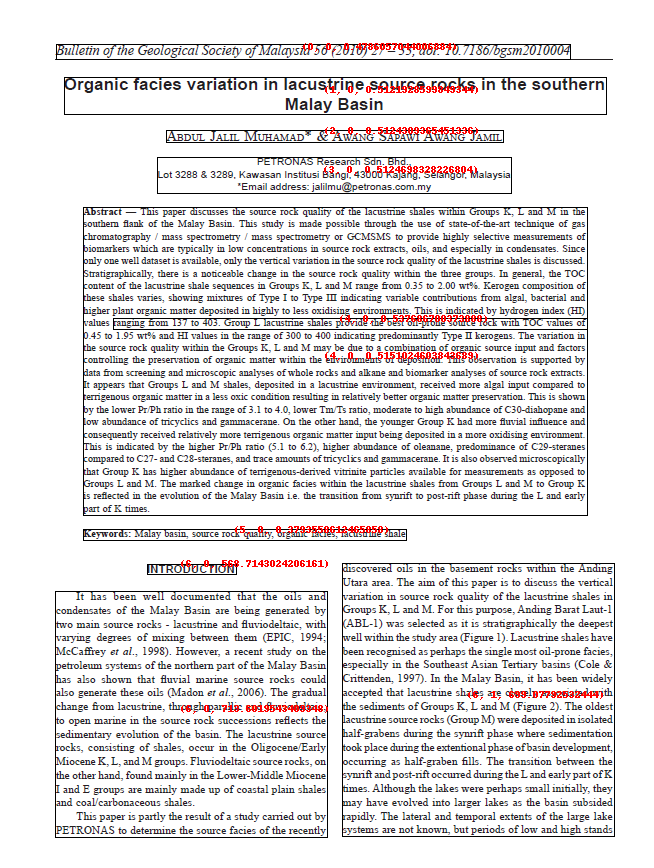 Bulletin of the Geological Society of Malaysia 56 (2010) 27 – 33, doi: 10.7186/bgsm2010004
Organic facies variation in lacustrine source rocks in the southern
Malay Basin
Abdul Jalil Muhamad* & Awang Sapawi Awang Jamil
PETRONAS Research Sdn. Bhd.,
Lot 3288 & 3289, Kawasan Institusi Bangi, 43000 Kajang, Selangor, Malaysia
*Email address: jalilmu@petronas.com.my
Abstract — This paper discusses the source rock quality of the lacustrine shales within Groups K, L and M in the
southern flank of the Malay Basin. This study is made possible through the use of state-of-the-art technique of gas
chromatography / mass spectrometry / mass spectrometry or GCMSMS to provide highly selective measurements of
biomarkers which are typically in low concentrations in source rock extracts, oils, and especially in condensates. Since
only one well dataset is available, only the vertical variation in the source rock quality of the lacustrine shales is discussed.
Stratigraphically, there is a noticeable change in the source rock quality within the three groups. In general, the TOC
content of the lacustrine shale sequences in Groups K, L and M range from 0.35 to 2.00 wt%. Kerogen composition of
these shales varies, showing mixtures of Type I to Type III indicating variable contributions from algal, bacterial and
higher plant organic matter deposited in highly to less oxidising environments. This is indicated by hydrogen index (HI)
values ranging from 137 to 403. Group L lacustrine shales provide the best oil-prone source rock with TOC values of
0.45 to 1.95 wt% and HI values in the range of 300 to 400 indicating predominantly Type II kerogens. The variation in
the source rock quality within the Groups K, L and M may be due to a combination of organic source input and factors
controlling the preservation of organic matter within the environments of deposition. This observation is supported by
data from screening and microscopic analyses of whole rocks and alkane and biomarker analyses of source rock extracts.
It appears that Groups L and M shales, deposited in a lacustrine environment, received more algal input compared to
terrigenous organic matter in a less oxic condition resulting in relatively better organic matter preservation. This is shown
by the lower Pr/Ph ratio in the range of 3.1 to 4.0, lower Tm/Ts ratio, moderate to high abundance of C30-diahopane and
low abundance of tricyclics and gammacerane. On the other hand, the younger Group K had more fluvial influence and
consequently received relatively more terrigenous organic matter input being deposited in a more oxidising environment.
This is indicated by the higher Pr/Ph ratio (5.1 to 6.2), higher abundance of oleanane, predominance of C29-steranes
compared to C27- and C28-steranes, and trace amounts of tricyclics and gammacerane. It is also observed microscopically
that Group K has higher abundance of terrigenous-derived vitrinite particles available for measurements as opposed to
Groups L and M. The marked change in organic facies within the lacustrine shales from Groups L and M to Group K
is reflected in the evolution of the Malay Basin i.e. the transition from synrift to post-rift phase during the L and early
part of K times.
Keywords: Malay basin, source rock quality, organic facies, lacustrine shale
INTRODUCTION
It has been well documented that the oils and
condensates of the Malay Basin are being generated by
two main source rocks - lacustrine and fluviodeltaic, with
varying degrees of mixing between them (EPIC, 1994;
McCaffrey et al., 1998). However, a recent study on the
petroleum systems of the northern part of the Malay Basin
has also shown that fluvial marine source rocks could
also generate these oils (Madon et al., 2006). The gradual
change from lacustrine, through
to open marine in the source rock successions reflects the
sedimentary evolution of the basin. The lacustrine source
rocks, consisting of shales, occur in the Oligocene/Early
Miocene K, L, and M groups. Fluviodeltaic source rocks, on
the other hand, found mainly in the Lower-Middle Miocene
I and E groups are mainly made up of coastal plain shales
and coal/carbonaceous shales.
This paper is partly the result of a study carried out by
PETRONAS to determine the source facies of the recently
discovered oils in the basement rocks within the Anding
Utara area. The aim of this paper is to discuss the vertical
variation in source rock quality of the lacustrine shales in
Groups K, L and M. For this purpose, Anding Barat Laut-1
(ABL-1) was selected as it is stratigraphically the deepest
well within the study area (Figure 1). Lacustrine shales have
been recognised as perhaps the single most oil-prone facies,
especially in the Southeast Asian Tertiary basins (Cole &
Crittenden, 1997). In the Malay Basin, it has been widely
accepted that lacustrine shales are closely associated with
the sediments of Groups K, L and M (Figure 2). The oldest
lacustrine source rocks (Group M) were deposited in isolated
half-grabens during the synrift phase where sedimentation
took place during the extentional phase of basin development,
occurring as half-graben fills. The transition between the
synrift and post-rift occurred during the L and early part of K
times. Although the lakes were perhaps small initially, they
may have evolved into larger lakes as the basin subsided
rapidly. The lateral and temporal extents of the large lake
systems are not known, but periods of low and high stands